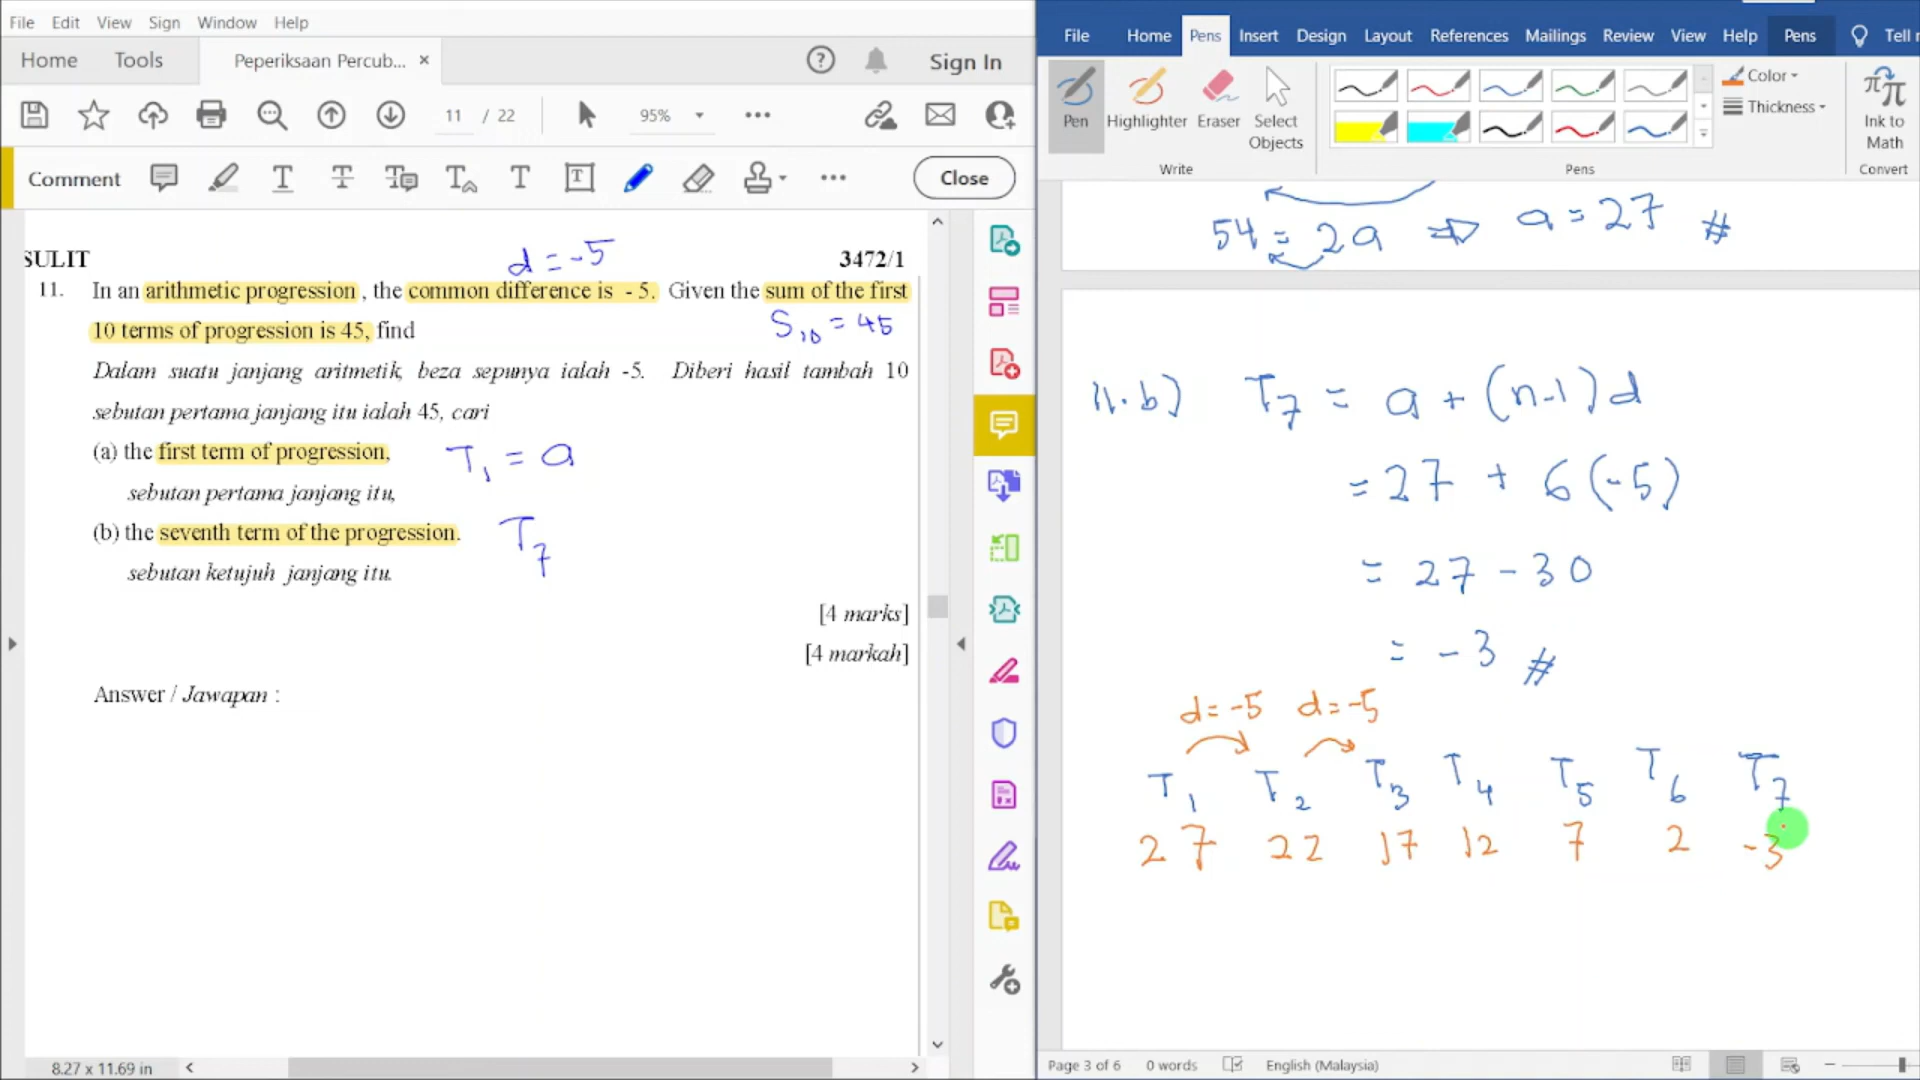 File Edit View Sign Window Help
Home Tools Peperiksaan Percub... × Sign In
11 / 22 95%
Comment Close
SULIT d = -5 3472/1
11. In an arithmetic progression , the common difference is - 5. Given the sum of the first
10 terms of progression is 45, find S10 = 45
Dalam suatu janjang aritmetik, beza sepunya ialah -5. Diberi hasil tambah 10
sebutan pertama janjang itu ialah 45, cari
(a) the first term of progression, T1 = a
sebutan pertama janjang itu,
(b) the seventh term of the progression. T7
sebutan ketujuh janjang itu.
[4 marks]
[4 markah]
Answer / Jawapan :
8.27 x 11.69 in
File Home Pens Insert Design Layout References Mailings Review View Help Pens Tell
Pen Highlighter Eraser Select Objects Color Thickness Ink to Math
Write Pens Convert
54 = 2a ⇒ a = 27 #
11.b) T7 = a + (n-1)d
= 27 + 6(-5)
= 27 - 30
= -3 #
d = -5 d = -5
T1 T2 T3 T4 T5 T6 T7
27 22 17 12 7 2 -3
Page 3 of 6 0 words English (Malaysia)